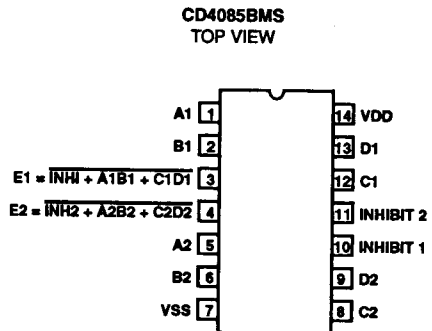 CD4085BMS
TOP VIEW
A1 1
14 VDD
B1 2
13 D1
E1 = INHI + A1B1 + C1D1 3
12 C1
E2 = INH2 + A2B2 + C2D2 4
11 INHIBIT 2
A2 5
10 INHIBIT 1
B2 6
9 D2
VSS 7
8 C2